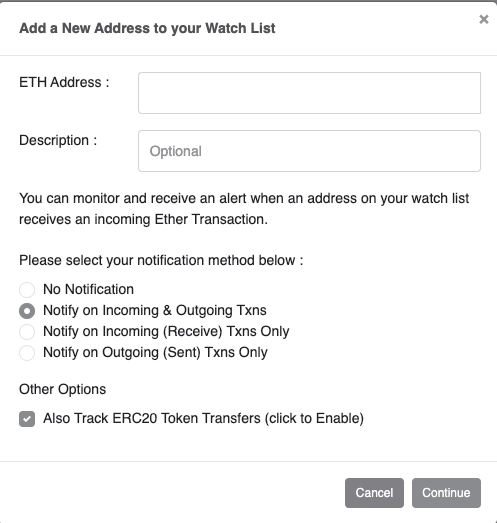 Add a New Address to your Watch List
×
ETH Address :
Description :
Optional
You can monitor and receive an alert when an address on your watch list
receives an incoming Ether Transaction.
Please select your notification method below :
No Notification
Notify on Incoming & Outgoing Txns
Notify on Incoming (Receive) Txns Only
Notify on Outgoing (Sent) Txns Only
Other Options
Also Track ERC20 Token Transfers (click to Enable)
Cancel
Continue